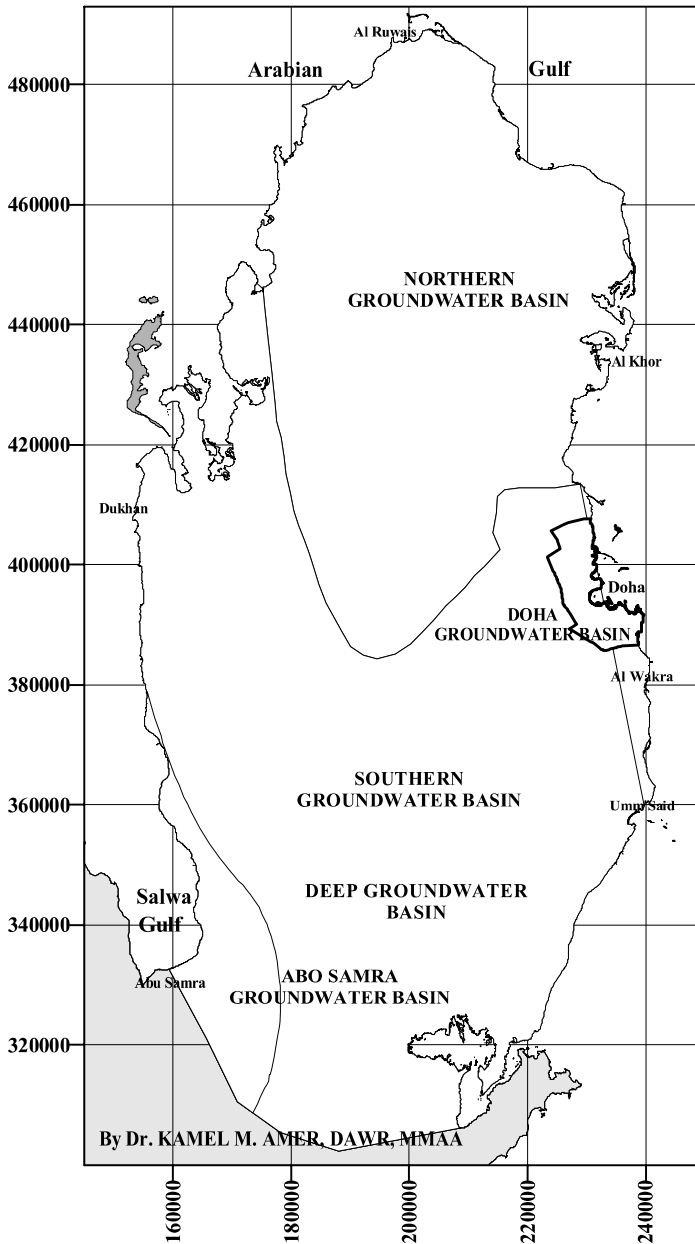 Al Ruwais
Arabian
Gulf
480000
460000
NORTHERN
GROUNDWATER BASIN
440000
Al Khor
420000
Dukhan
400000
Doha
DOHA
GROUNDWATER BASIN
Al Wakra
380000
SOUTHERN
GROUNDWATER BASIN
360000
Umm Said
DEEP GROUNDWATER
BASIN
Salwa
Gulf
340000
ABO SAMRA
GROUNDWATER BASIN
Abu Samra
320000
By Dr. KAMEL M. AMER, DAWR, MMAA
160000
180000
200000
220000
240000